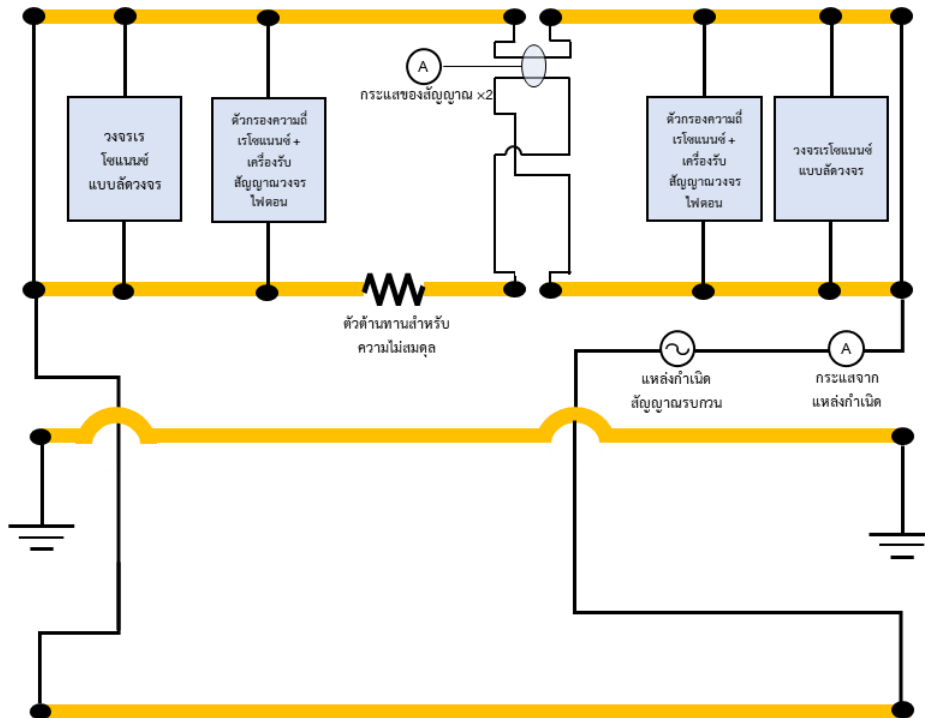 A
กระแสของสัญญาณ ×2
วงจรเร
โซแนนซ์
แบบลัดวงจร
ตัวกรองความถี่
เรโซแนนซ์ +
เครื่องรับ
สัญญาณวงจร
ไฟตอน
ตัวกรองความถี่
เรโซแนนซ์ +
เครื่องรับ
สัญญาณวงจร
ไฟตอน
วงจรเรโซแนนซ์
แบบลัดวงจร
ตัวต้านทานสำหรับ
ความไม่สมดุล
A
แหล่งกำเนิด
สัญญาณรบกวน
กระแสจาก
แหล่งกำเนิด